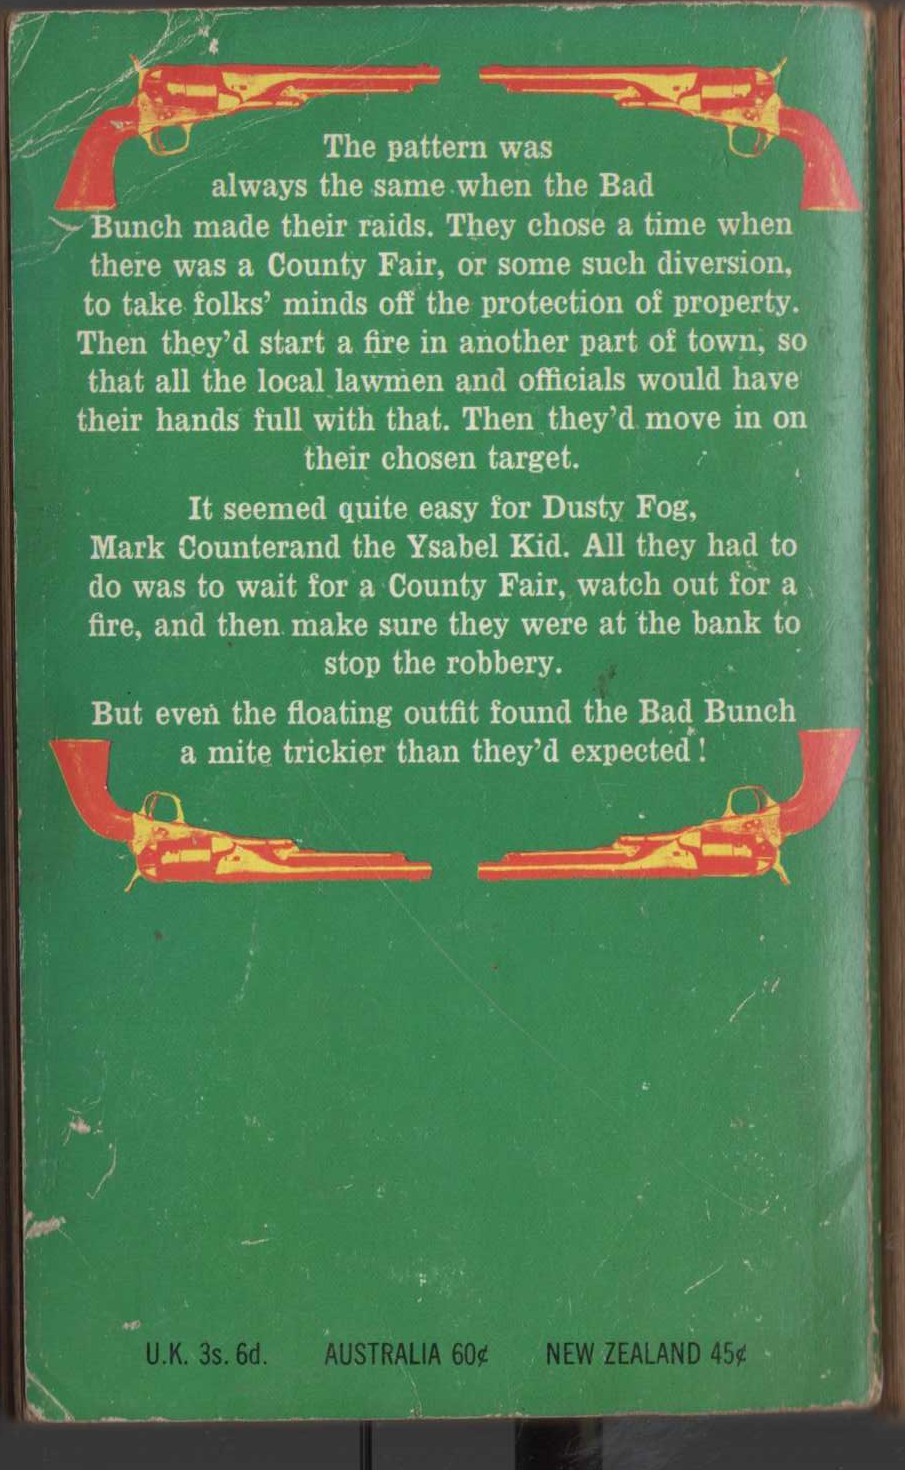 The pattern was
always the same when the Bad
Bunch made their raids. They chose a time when
there was a County Fair, or some such diversion,
to take folks’ minds off the protection of property.
Then they’d start a fire in another part of town, so
that all the local lawmen and officials would have
their hands full with that. Then they’d move in on
their chosen target.
It seemed quite easy for Dusty Fog,
Mark Counterand the Ysabel Kid. All they had to
do was to wait for a County Fair, watch out for a
fire, and then make sure they were at the bank to
stop the robbery.
But even the floating outfit found the Bad Bunch
a mite trickier than they’d expected!
U.K. 3s. 6d. AUSTRALIA 60¢ NEW ZEALAND 45¢